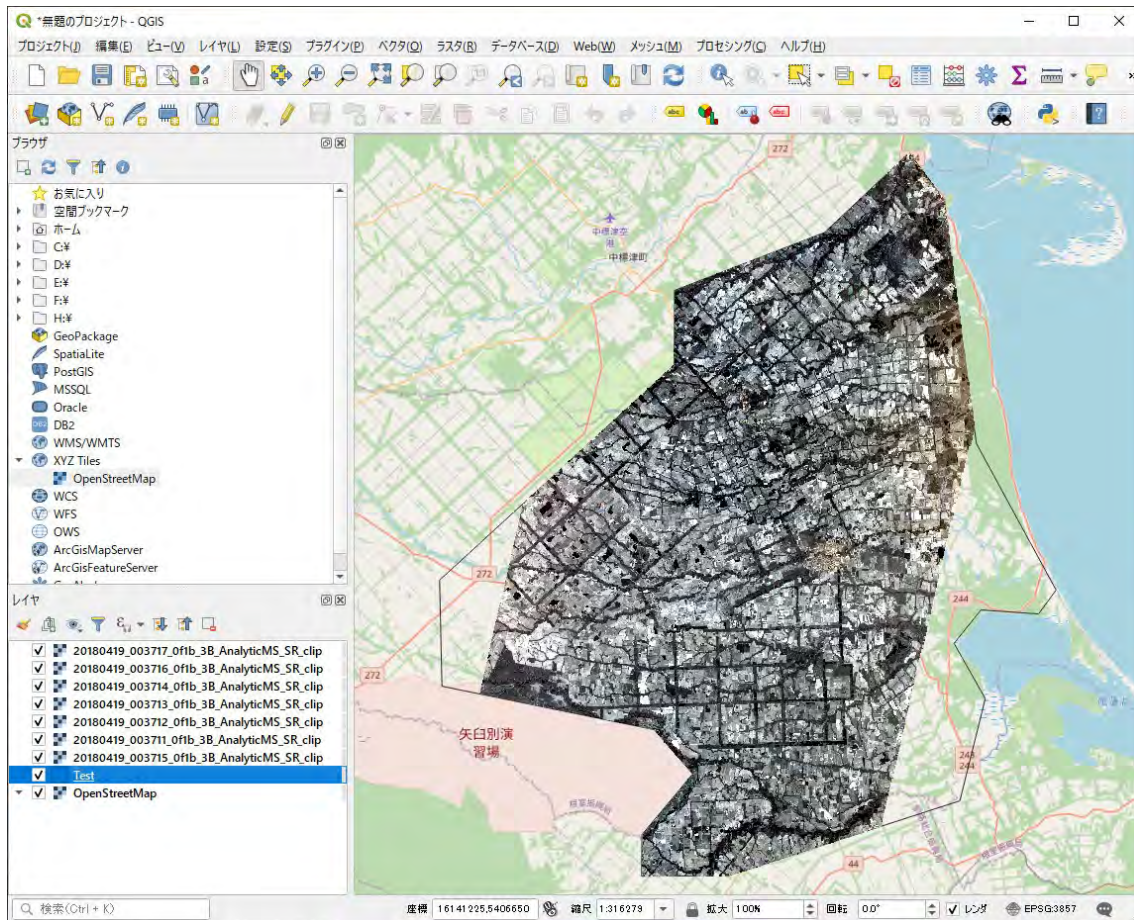 *無題のプロジェクト - QGIS
プロジェクト(J) 編集(E) ビュー(V) レイヤ(L) 設定(S) プラグイン(P) ベクタ(O) ラスタ(R) データベース(D) Web(W) メッシュ(M) プロセシング(C) ヘルプ(H)
ブラウザ
お気に入り
空間ブックマーク
ホーム
C:¥
D:¥
E:¥
F:¥
H:¥
GeoPackage
SpatiaLite
PostGIS
MSSQL
Oracle
DB2
WMS/WMTS
XYZ Tiles
OpenStreetMap
WCS
WFS
OWS
ArcGisMapServer
ArcGisFeatureServer
レイヤ
20180419_003717_0f1b_3B_AnalyticMS_SR_clip
20180419_003716_0f1b_3B_AnalyticMS_SR_clip
20180419_003714_0f1b_3B_AnalyticMS_SR_clip
20180419_003713_0f1b_3B_AnalyticMS_SR_clip
20180419_003712_0f1b_3B_AnalyticMS_SR_clip
20180419_003711_0f1b_3B_AnalyticMS_SR_clip
20180419_003715_0f1b_3B_AnalyticMS_SR_clip
Test
OpenStreetMap
272
中標津空
港
中標津町
272
244
272
矢臼別演
習場
243
244
44
検索(Ctrl + K)
座標 16141225,5406650 縮尺 1:316279 拡大 100% 回転 0.0° レンダ EPSG:3857